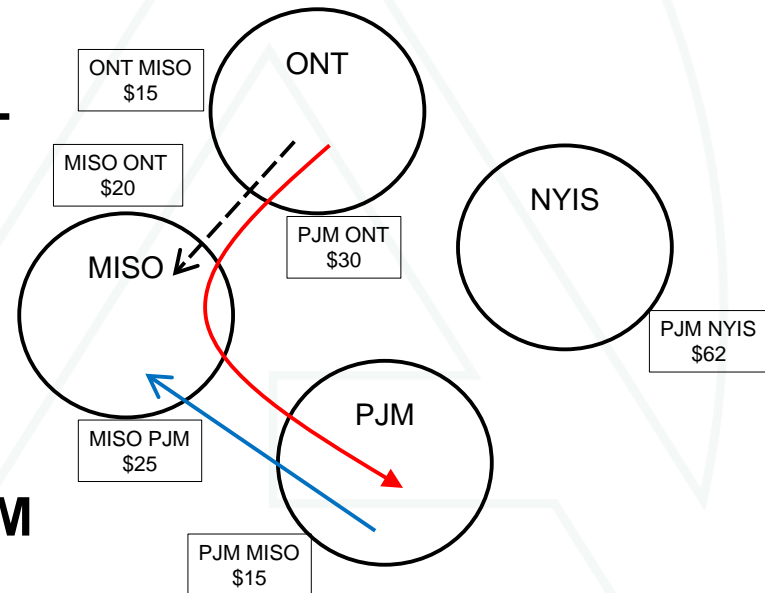 ONT
ONT MISO
$15
MISO ONT
$20
NYIS
PJM ONT
$30
MISO
PJM NYIS
$62
PJM
MISO PJM
$25
M
PJM MISO
$15